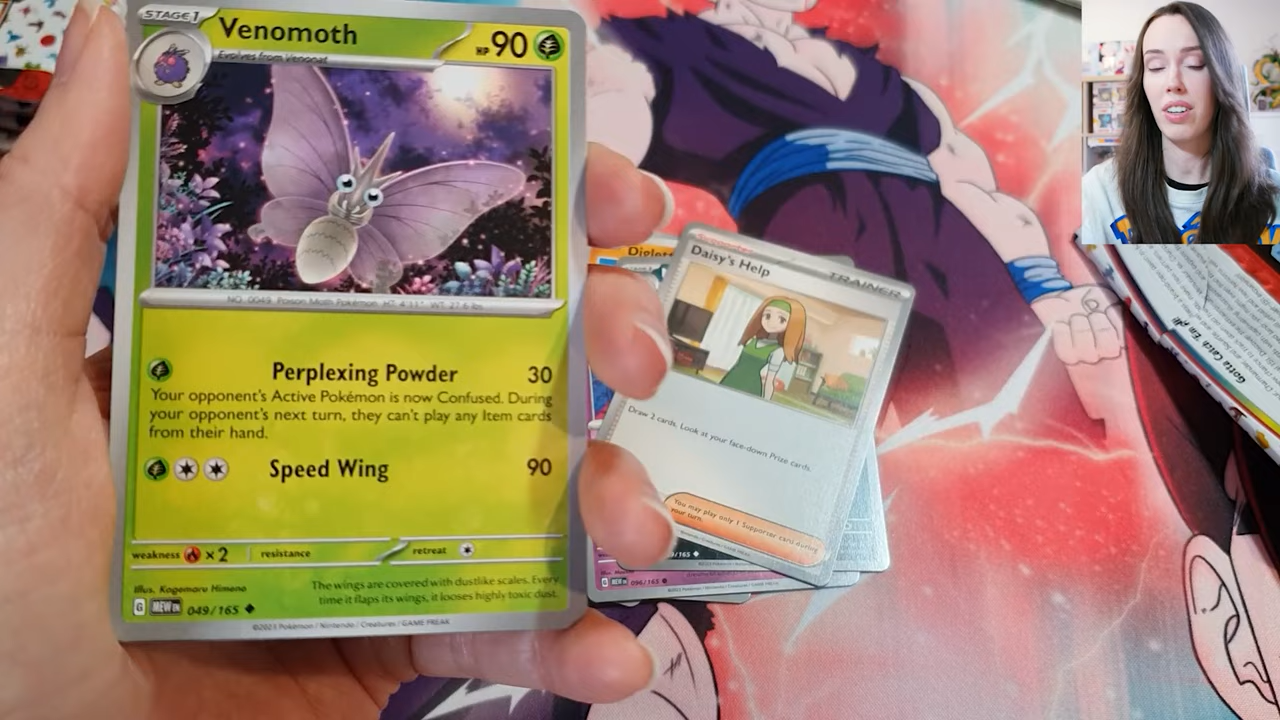 STAGE 1
Venomoth
HP 90
Evolves from Venonat
NO. 0049 Poison Moth Pokémon HT: 4'11" WT: 27.6 lbs
Perplexing Powder 30
Your opponent's Active Pokémon is now Confused. During
your opponent's next turn, they can't play any Item cards
from their hand.
Speed Wing 90
weakness ×2 resistance retreat
Illus. Kagemaru Himeno
The wings are covered with dustlike scales. Every
time it flaps its wings, it looses highly toxic dust.
G MEW EN 049/165
©2023 Pokémon / Nintendo / Creatures / GAME FREAK
Diglett
Daisy's Help
TRAINER
Draw 2 cards. Look at your face-down Prize cards.
You may play only 1 Supporter card during
your turn.
G MEW EN 096/165
Gotta Catch 'Em All!